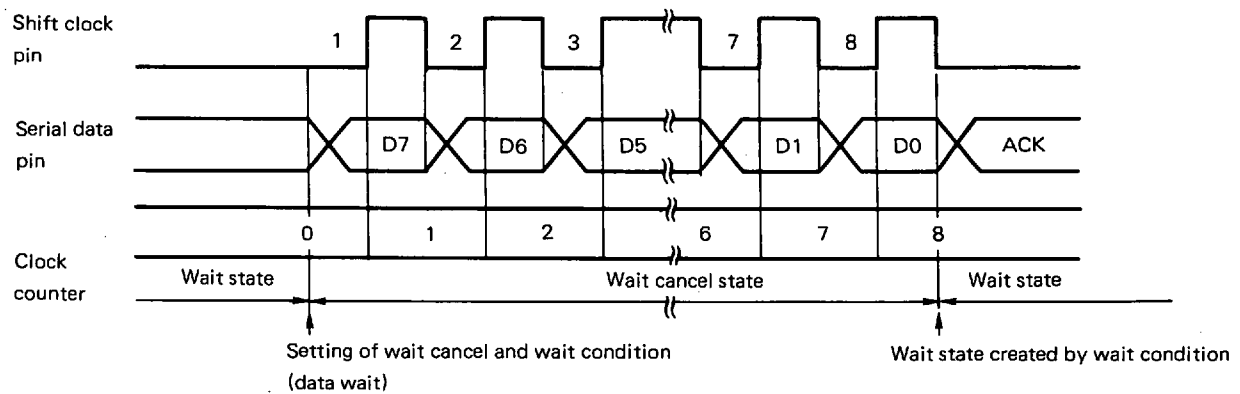 Shift clock
pin
1 2 3 7 8
Serial data
pin
D7 D6 D5 D1 D0 ACK
0 1 2 6 7 8
Clock
counter
Wait state Wait cancel state Wait state
Setting of wait cancel and wait condition
(data wait)
Wait state created by wait condition